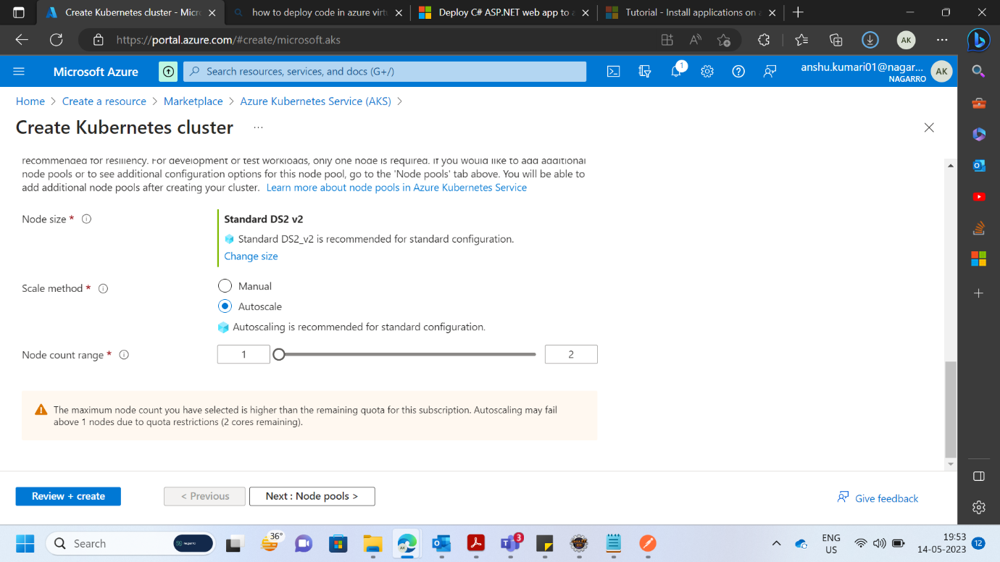 Create Kubernetes cluster - Micr
how to deploy code in azure virt
Deploy C# ASP.NET web app to a
Tutorial - Install applications on a
https://portal.azure.com/#create/microsoft.aks
AK
Microsoft Azure
Search resources, services, and docs (G+/)
1
anshu.kumari01@nagar...
NAGARRO
AK
Home > Create a resource > Marketplace > Azure Kubernetes Service (AKS) >
Create Kubernetes cluster ...
recommended for resiliency. For development or test workloads, only one node is required. If you would like to add additional
node pools or to see additional configuration options for this node pool, go to the 'Node pools' tab above. You will be able to
add additional node pools after creating your cluster. Learn more about node pools in Azure Kubernetes Service
Node size *
Standard DS2 v2
Standard DS2_v2 is recommended for standard configuration.
Change size
Scale method *
Manual
Autoscale
Autoscaling is recommended for standard configuration.
Node count range *
1
2
The maximum node count you have selected is higher than the remaining quota for this subscription. Autoscaling may fail
above 1 nodes due to quota restrictions (2 cores remaining).
Review + create
< Previous
Next : Node pools >
Give feedback
Search
36°
3
ENG
US
19:53
14-05-2023
12